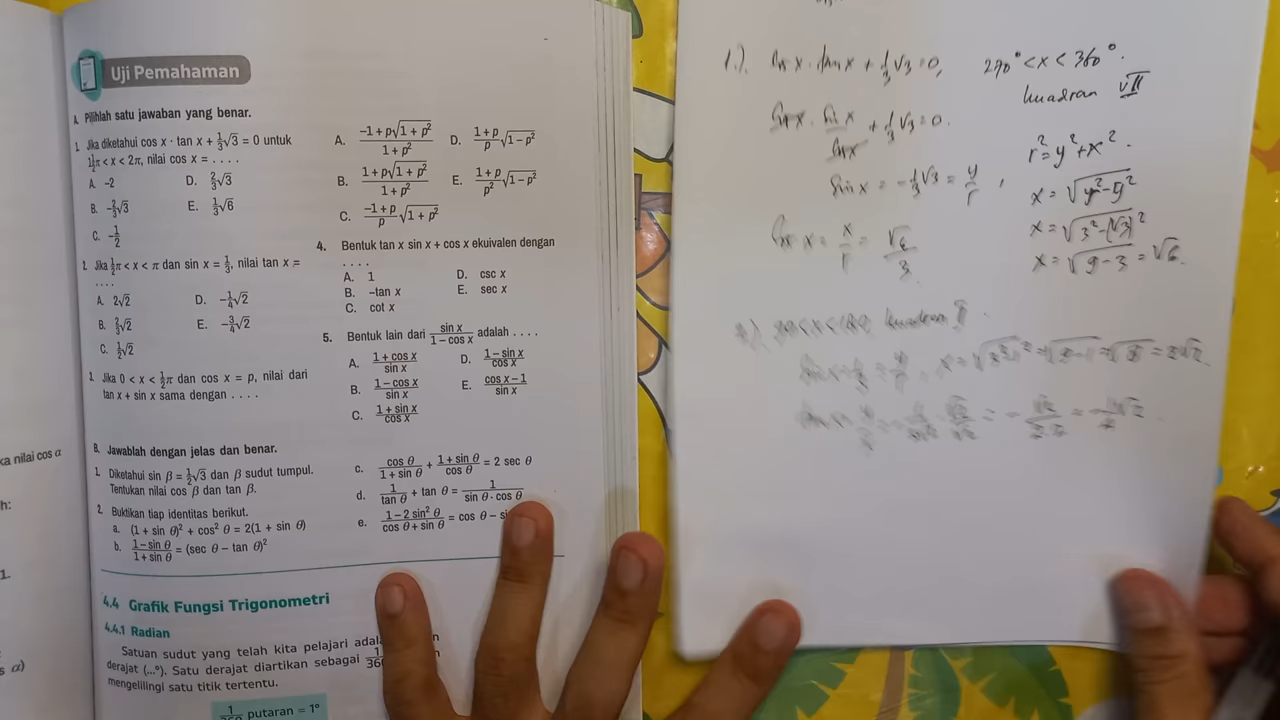 Uji Pemahaman
A. Pilihlah satu jawaban yang benar.
1. Jika diketahui cos x · tan x + 1/3√3 = 0 untuk
1 1/2π < x < 2π, nilai cos x = . . . .
A. -2
D. 2/3√3
B. -2/3√3
E. 1/3√6
C. -1/2
2. Jika 1/2π < x < π dan sin x = 1/3, nilai tan x =
. . . .
A. 2√2
D. -1/4√2
B. 2/3√2
E. -3/4√2
C. 1/2√2
3. Jika 0 < x < 1/2π dan cos x = p, nilai dari
tan x + sin x sama dengan . . . .
A. (-1 + p√(1 + p²))/(1 + p²)
D. (1 + p)/p √(1 - p²)
B. (1 + p√(1 + p²))/(1 + p²)
E. (1 + p)/p² √(1 - p²)
C. (-1 + p)/p √(1 + p²)
4. Bentuk tan x sin x + cos x ekuivalen dengan
. . . .
A. 1
D. csc x
B. -tan x
E. sec x
C. cot x
5. Bentuk lain dari sin x/(1 - cos x) adalah . . . .
A. (1 + cos x)/sin x
D. (1 - sin x)/cos x
B. (1 - cos x)/sin x
E. (cos x - 1)/sin x
C. (1 + sin x)/cos x
B. Jawablah dengan jelas dan benar.
1. Diketahui sin β = 1/2√3 dan β sudut tumpul.
Tentukan nilai cos β dan tan β.
2. Buktikan tiap identitas berikut.
a. (1 + sin θ)² + cos² θ = 2(1 + sin θ)
b. (1 - sin θ)/(1 + sin θ) = (sec θ - tan θ)²
c. cos θ/(1 + sin θ) + (1 + sin θ)/cos θ = 2 sec θ
d. 1/tan θ + tan θ = 1/(sin θ · cos θ)
e. (1 - 2 sin² θ)/(cos θ + sin θ) = cos θ -
4.4 Grafik Fungsi Trigonometri
4.4.1 Radian
Satuan sudut yang telah kita pelajari
derajat (...°). Satu derajat diartikan sebagai
mengelilingi satu titik tertentu.
putaran = 1°
ka nilai cos α
h:
1.
s α)
1.) cos x · tan x + 1/3√3 = 0, 270° < x < 360°.
kuadran
cos x · sin x/cos x + 1/3√3 = 0.
r² = y² + x².
sin x = -1/3√3 = y/r,
x = √(3² - (√3)²
cos x = x/r = √6/3
x = √(9 - 3) = √6.
kuadran II